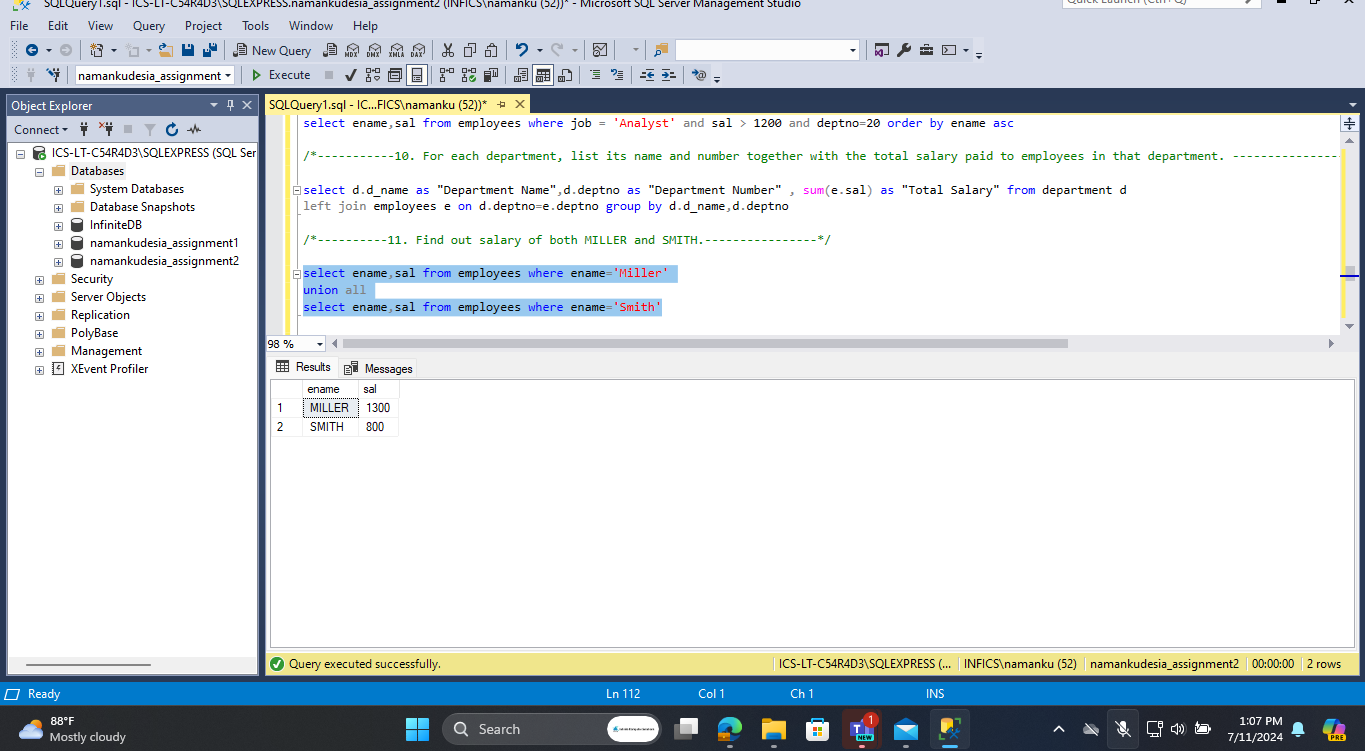 SQLQuery1.sql - ICS-LT-C54R4D3\SQLEXPRESS.namankudesia_assignment2 (INFICS\namanku (52))* - Microsoft SQL Server Management Studio
Quick Launch (Ctrl+Q)
File Edit View Query Project Tools Window Help
New Query
MDX DMX XMLA DAX
namankudesia_assignment
Execute
Object Explorer
SQLQuery1.sql - IC...FICS\namanku (52))*
Connect
ICS-LT-C54R4D3\SQLEXPRESS (SQL Ser
Databases
System Databases
Database Snapshots
InfiniteDB
namankudesia_assignment1
namankudesia_assignment2
Security
Server Objects
Replication
PolyBase
Management
XEvent Profiler
select ename,sal from employees where job = 'Analyst' and sal > 1200 and deptno=20 order by ename asc
/*-----------10. For each department, list its name and number together with the total salary paid to employees in that department. ---------------
select d.d_name as "Department Name",d.deptno as "Department Number" , sum(e.sal) as "Total Salary" from department d
left join employees e on d.deptno=e.deptno group by d.d_name,d.deptno
/*----------11. Find out salary of both MILLER and SMITH.----------------*/
select ename,sal from employees where ename='Miller'
union all
select ename,sal from employees where ename='Smith'
98 %
Results Messages
ename sal
1 MILLER 1300
2 SMITH 800
Query executed successfully.
ICS-LT-C54R4D3\SQLEXPRESS (... INFICS\namanku (52) namankudesia_assignment2 00:00:00 2 rows
Ready Ln 112 Col 1 Ch 1 INS
88°F
Mostly cloudy
Search
1
NEW
1:07 PM
7/11/2024
PRE